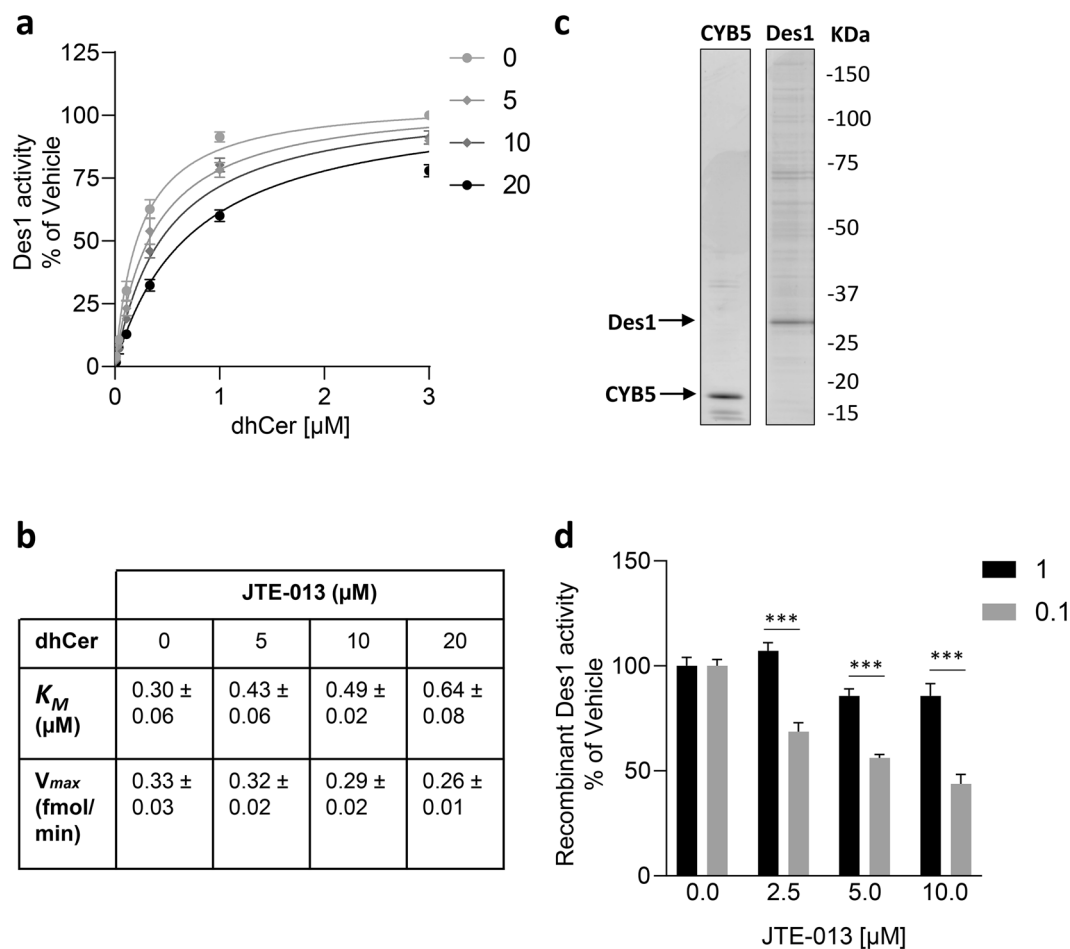 a
125
100
75
50
25
0
0
1
2
3
Des1 activity
% of Vehicle
dhCer [µM]
0
5
10
20
c
CYB5 Des1 KDa
-150
-100
-75
-50
-37
-25
-20
-15
Des1
CYB5
b
JTE-013 (µM)
dhCer 0 5 10 20
KM (µM) 0.30 ± 0.06 0.43 ± 0.06 0.49 ± 0.02 0.64 ± 0.08
Vmax (fmol/ min) 0.33 ± 0.03 0.32 ± 0.02 0.29 ± 0.02 0.26 ± 0.01
d
150
100
50
0
Recombinant Des1 activity
% of Vehicle
*** *** ***
0.0 2.5 5.0 10.0
JTE-013 [µM]
1
0.1